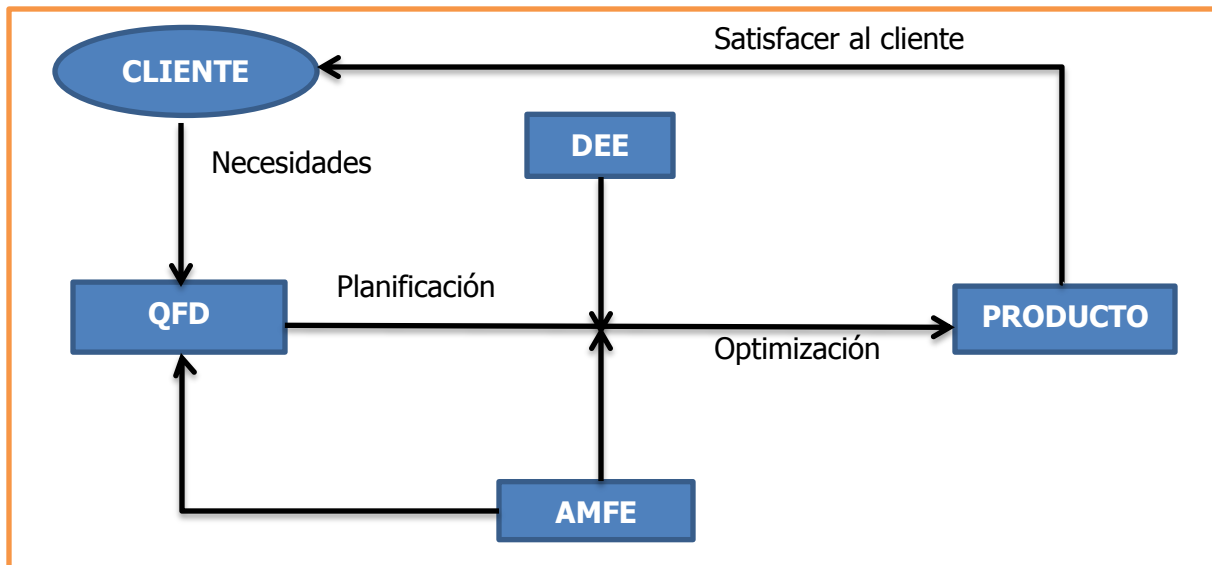 Satisfacer al cliente
CLIENTE
DEE
Necesidades
Planificación
QFD
PRODUCTO
Optimización
AMFE